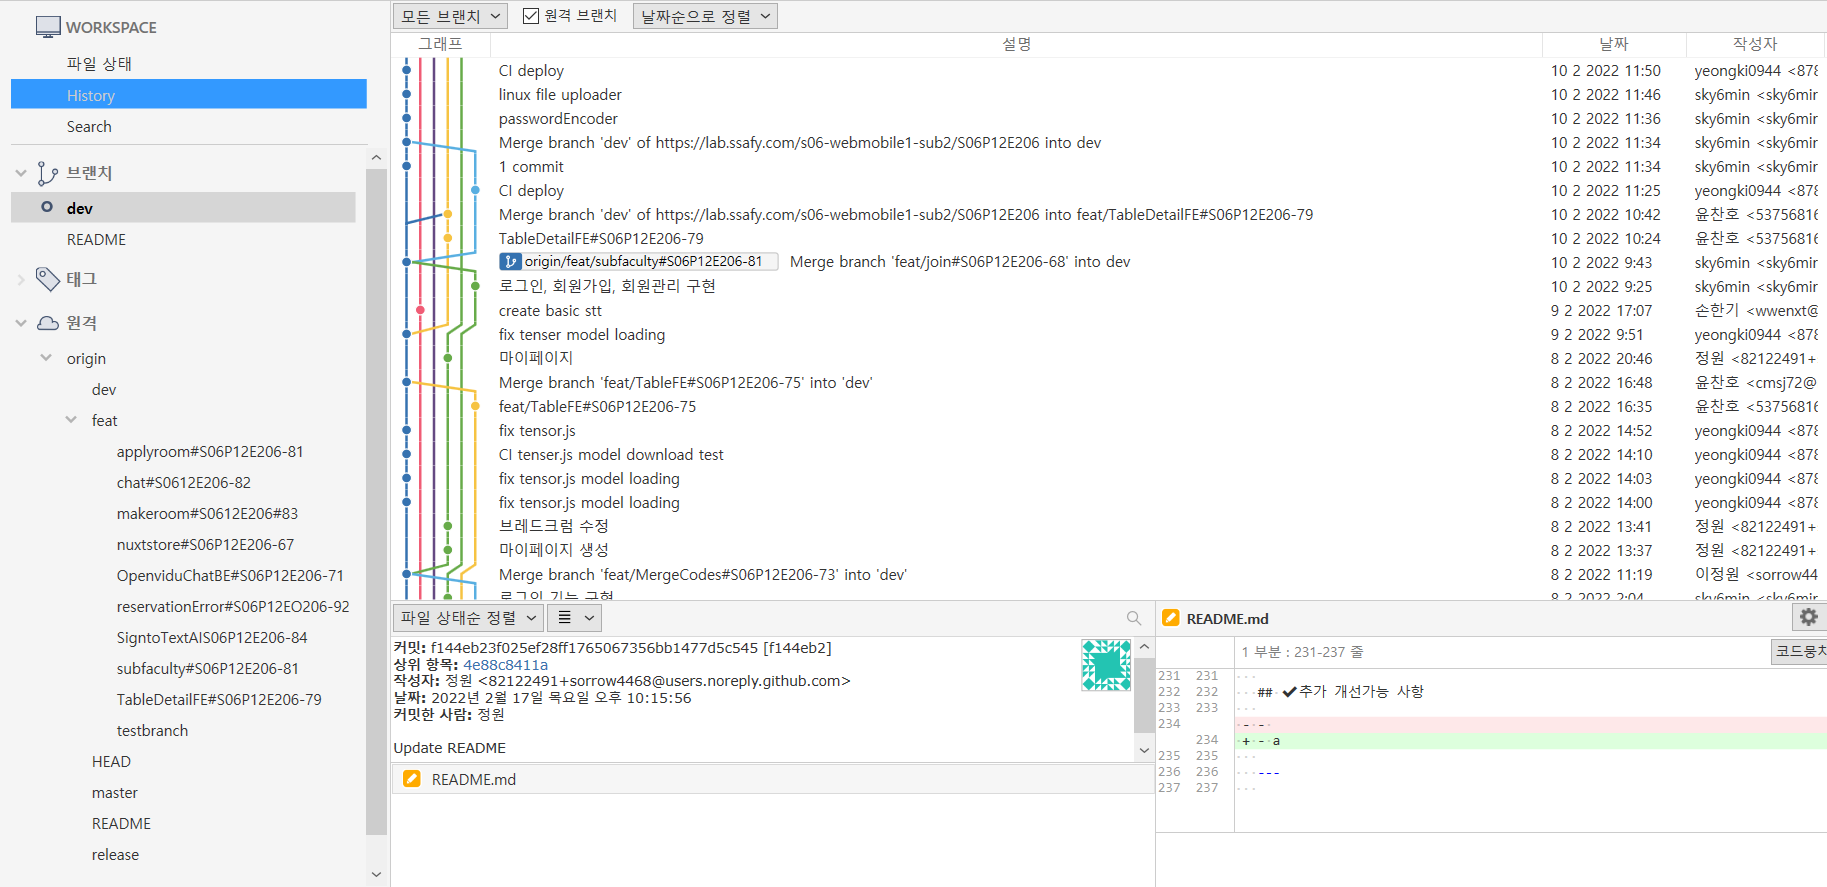 WORKSPACE
파일 상태
History
Search
브랜치
dev
README
태그
원격
origin
dev
feat
applyroom#S06P12E206-81
chat#S0612E206-82
makeroom#S0612E206#83
nuxtstore#S06P12E206-67
OpenviduChatBE#S06P12E206-71
reservationError#S06P12EO206-92
SigntoTextAIS06P12E206-84
subfaculty#S06P12E206-81
TableDetailFE#S06P12E206-79
testbranch
HEAD
master
README
release
모든 브랜치 원격 브랜치 날짜순으로 정렬
그래프 설명 날짜 작성자
CI deploy 10 2 2022 11:50 yeongki0944 <878
linux file uploader 10 2 2022 11:46 sky6min <sky6mir
passwordEncoder 10 2 2022 11:36 sky6min <sky6mir
Merge branch 'dev' of https://lab.ssafy.com/s06-webmobile1-sub2/S06P12E206 into dev 10 2 2022 11:34 sky6min <sky6mir
1 commit 10 2 2022 11:34 sky6min <sky6mir
CI deploy 10 2 2022 11:25 yeongki0944 <878
Merge branch 'dev' of https://lab.ssafy.com/s06-webmobile1-sub2/S06P12E206 into feat/TableDetailFE#S06P12E206-79 10 2 2022 10:42 윤찬호 <53756816
TableDetailFE#S06P12E206-79 10 2 2022 10:24 윤찬호 <53756816
origin/feat/subfaculty#S06P12E206-81 Merge branch 'feat/join#S06P12E206-68' into dev 10 2 2022 9:43 sky6min <sky6mir
로그인, 회원가입, 회원관리 구현 10 2 2022 9:25 sky6min <sky6mir
create basic stt 9 2 2022 17:07 손한기 <wwenxt@
fix tenser model loading 9 2 2022 9:51 yeongki0944 <878
마이페이지 8 2 2022 20:46 정원 <82122491+
Merge branch 'feat/TableFE#S06P12E206-75' into 'dev' 8 2 2022 16:48 윤찬호 <cmsj72@
feat/TableFE#S06P12E206-75 8 2 2022 16:35 윤찬호 <53756816
fix tensor.js 8 2 2022 14:52 yeongki0944 <878
CI tenser.js model download test 8 2 2022 14:10 yeongki0944 <878
fix tensor.js model loading 8 2 2022 14:03 yeongki0944 <878
fix tensor.js model loading 8 2 2022 14:00 yeongki0944 <878
브레드크럼 수정 8 2 2022 13:41 정원 <82122491+
마이페이지 생성 8 2 2022 13:37 정원 <82122491+
Merge branch 'feat/MergeCodes#S06P12E206-73' into 'dev' 8 2 2022 11:19 이정원 <sorrow44
로그인 기능 구현 8 2 2022 2:04 sky6min <sky6mir
파일 상태순 정렬
커밋: f144eb23f025ef28ff1765067356bb1477d5c545 [f144eb2]
상위 항목: 4e88c8411a
작성자: 정원 <82122491+sorrow4468@users.noreply.github.com>
날짜: 2022년 2월 17일 목요일 오후 10:15:56
커밋한 사람: 정원
Update README
README.md
README.md
1 부분 : 231-237 줄 코드뭉치
231 231
232 232 ## ✔추가 개선가능 사항
233 233
234 - -
234 + - a
235 235
236 236 ---
237 237